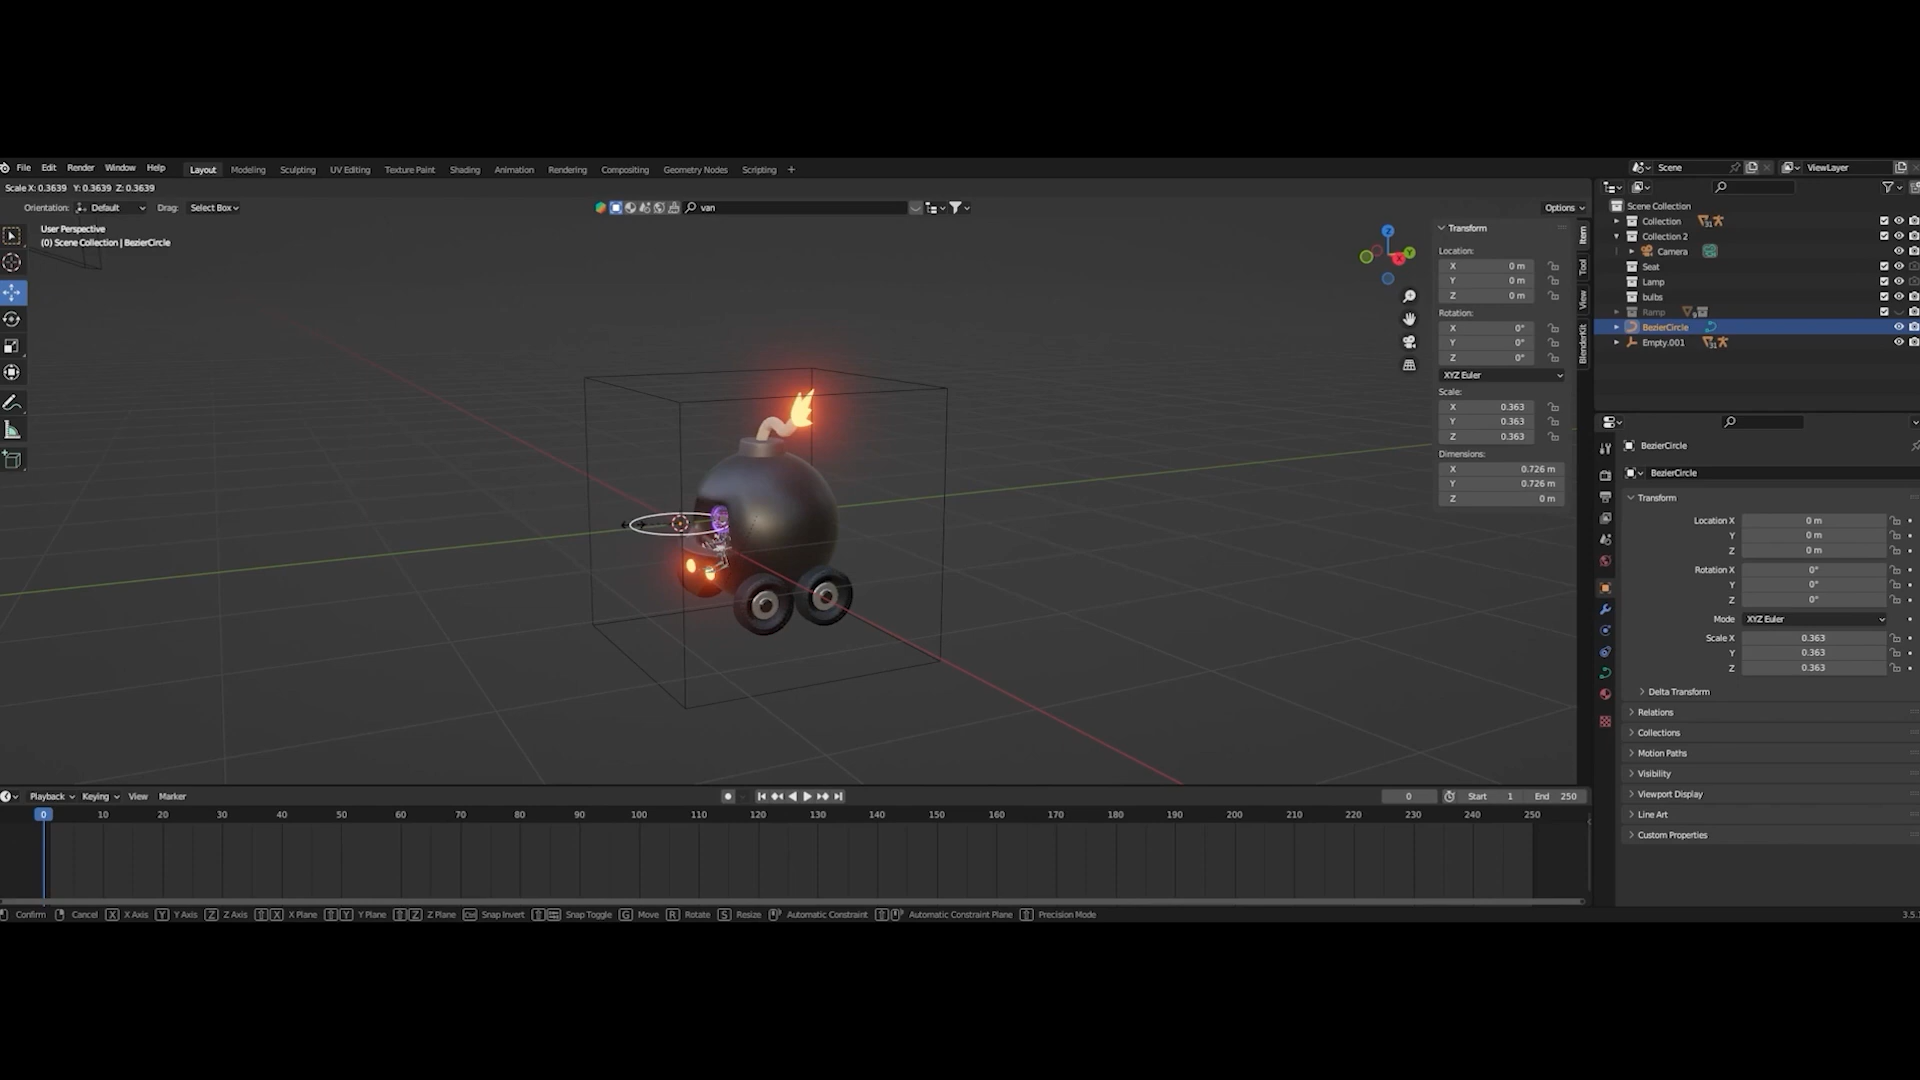 File Edit Render Window Help Layout Modeling Sculpting UV Editing Texture Paint Shading Animation Rendering Compositing Geometry Nodes Scripting +
Scene ViewLayer
Scale X: 0.3639 Y: 0.3639 Z: 0.3639
Orientation: Default Drag: Select Box
van
Options
User Perspective
(0) Scene Collection | BezierCircle
Z
Y
X
Transform
Location:
X 0 m
Y 0 m
Z 0 m
Rotation:
X 0°
Y 0°
Z 0°
XYZ Euler
Scale:
X 0.363
Y 0.363
Z 0.363
Dimensions:
X 0.726 m
Y 0.726 m
Z 0 m
Item
Tool
View
BlenderKit
Scene Collection
Collection 31
Collection 2
Camera
Seat
Lamp
bulbs
Ramp 9
BezierCircle
Empty.001 31
BezierCircle
BezierCircle
Transform
Location X 0 m
Y 0 m
Z 0 m
Rotation X 0°
Y 0°
Z 0°
Mode XYZ Euler
Scale X 0.363
Y 0.363
Z 0.363
Delta Transform
Relations
Collections
Motion Paths
Visibility
Viewport Display
Line Art
Custom Properties
Playback Keying View Marker
0 Start 1 End 250
0 10 20 30 40 50 60 70 80 90 100 110 120 130 140 150 160 170 180 190 200 210 220 230 240 250
Confirm Cancel X X Axis Y Y Axis Z Z Axis X X Plane Y Y Plane Z Z Plane Ctrl Snap Invert Snap Toggle G Move R Rotate S Resize Automatic Constraint Automatic Constraint Plane Precision Mode